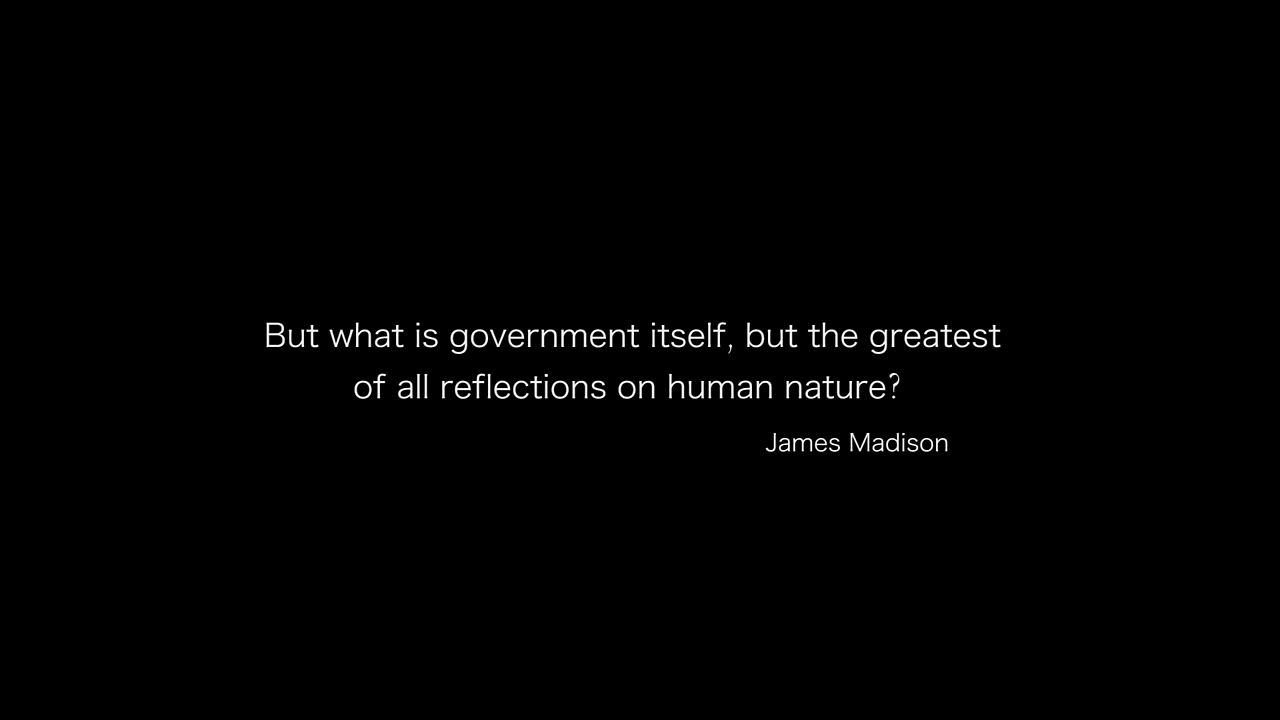 But what is government itself, but the greatest
of all reflections on human nature?
James Madison